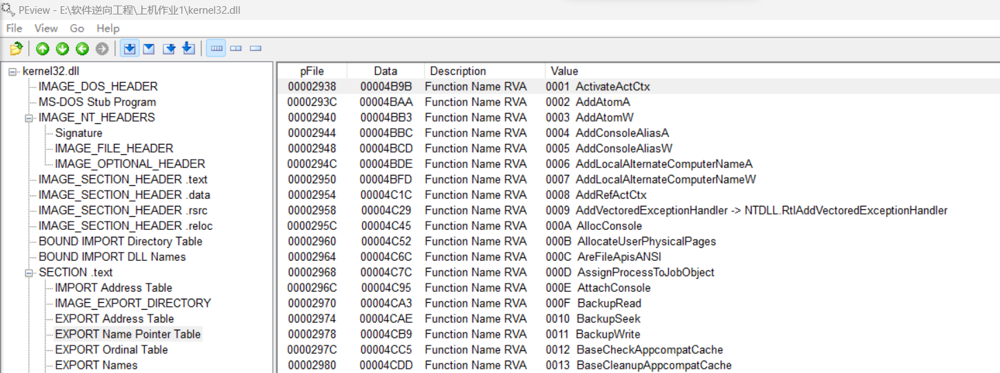 PEview - E:\软件逆向工程\上机作业1\kernel32.dll
File View Go Help
kernel32.dll
IMAGE_DOS_HEADER
MS-DOS Stub Program
IMAGE_NT_HEADERS
Signature
IMAGE_FILE_HEADER
IMAGE_OPTIONAL_HEADER
IMAGE_SECTION_HEADER .text
IMAGE_SECTION_HEADER .data
IMAGE_SECTION_HEADER .rsrc
IMAGE_SECTION_HEADER .reloc
BOUND IMPORT Directory Table
BOUND IMPORT DLL Names
SECTION .text
IMPORT Address Table
IMAGE_EXPORT_DIRECTORY
EXPORT Address Table
EXPORT Name Pointer Table
EXPORT Ordinal Table
EXPORT Names
pFile Data Description Value
00002938 00004B9B Function Name RVA 0001 ActivateActCtx
0000293C 00004BAA Function Name RVA 0002 AddAtomA
00002940 00004BB3 Function Name RVA 0003 AddAtomW
00002944 00004BBC Function Name RVA 0004 AddConsoleAliasA
00002948 00004BCD Function Name RVA 0005 AddConsoleAliasW
0000294C 00004BDE Function Name RVA 0006 AddLocalAlternateComputerNameA
00002950 00004BFD Function Name RVA 0007 AddLocalAlternateComputerNameW
00002954 00004C1C Function Name RVA 0008 AddRefActCtx
00002958 00004C29 Function Name RVA 0009 AddVectoredExceptionHandler -> NTDLL.RtlAddVectoredExceptionHandler
0000295C 00004C45 Function Name RVA 000A AllocConsole
00002960 00004C52 Function Name RVA 000B AllocateUserPhysicalPages
00002964 00004C6C Function Name RVA 000C AreFileApisANSI
00002968 00004C7C Function Name RVA 000D AssignProcessToJobObject
0000296C 00004C95 Function Name RVA 000E AttachConsole
00002970 00004CA3 Function Name RVA 000F BackupRead
00002974 00004CAE Function Name RVA 0010 BackupSeek
00002978 00004CB9 Function Name RVA 0011 BackupWrite
0000297C 00004CC5 Function Name RVA 0012 BaseCheckAppcompatCache
00002980 00004CDD Function Name RVA 0013 BaseCleanupAppcompatCache